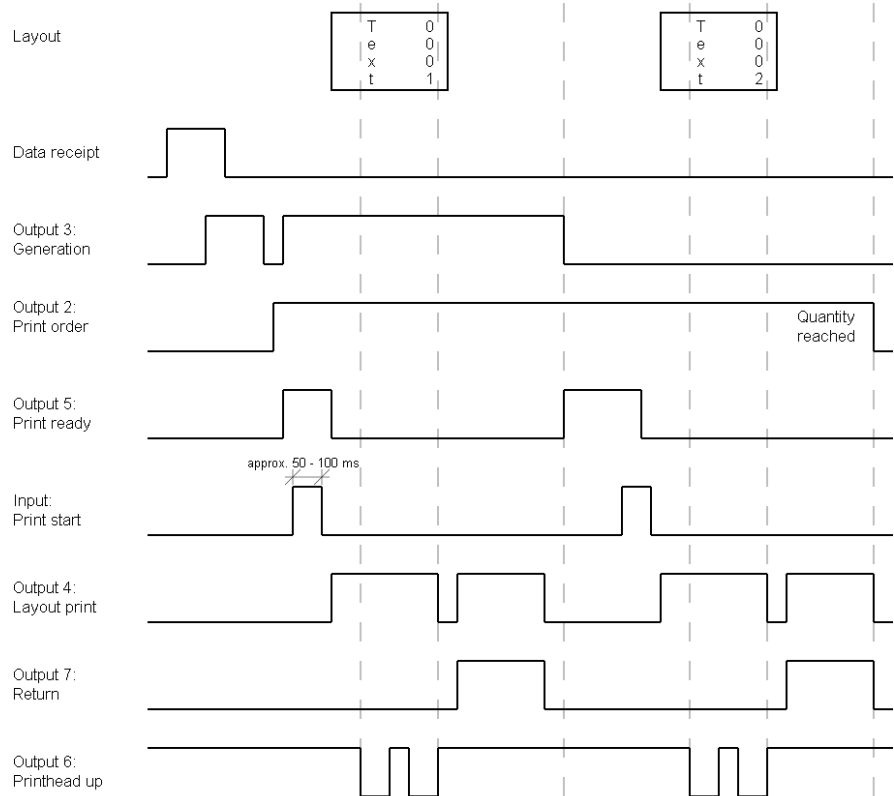 Layout
T 0
e 0
x 0
t 1
T 0
e 0
x 0
t 2
Data receipt
Output 3:
Generation
Output 2:
Print order
Quantity
reached
Output 5:
Print ready
approx. 50 - 100 ms
Input:
Print start
Output 4:
Layout print
Output 7:
Return
Output 6:
Printhead up